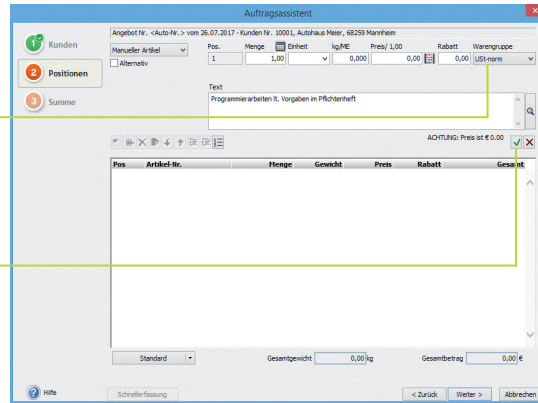 Auftragsassistent
Angebot Nr. <Auto-Nr.> vom 26.07.2017 - Kunden Nr. 10001, Autohaus Meier, 68259 Mannheim
1 Kunden
2 Positionen
3 Summe
Pos. Menge Einheit kg/ME Preis/ 1,00 Rabatt Warengruppe
Manueller Artikel 1 1,00 0,000 0,00 0,00 USt-norm
Alternativ
Text
Programmierarbeiten lt. Vorgaben im Pflichtenheft
ACHTUNG: Preis ist € 0.00
Pos Artikel-Nr. Menge Gewicht Preis Rabatt Gesamt
Standard Gesamtgewicht 0,00 kg Gesamtbetrag 0,00 €
Hilfe Schnellerfassung < Zurück Weiter > Abbrechen